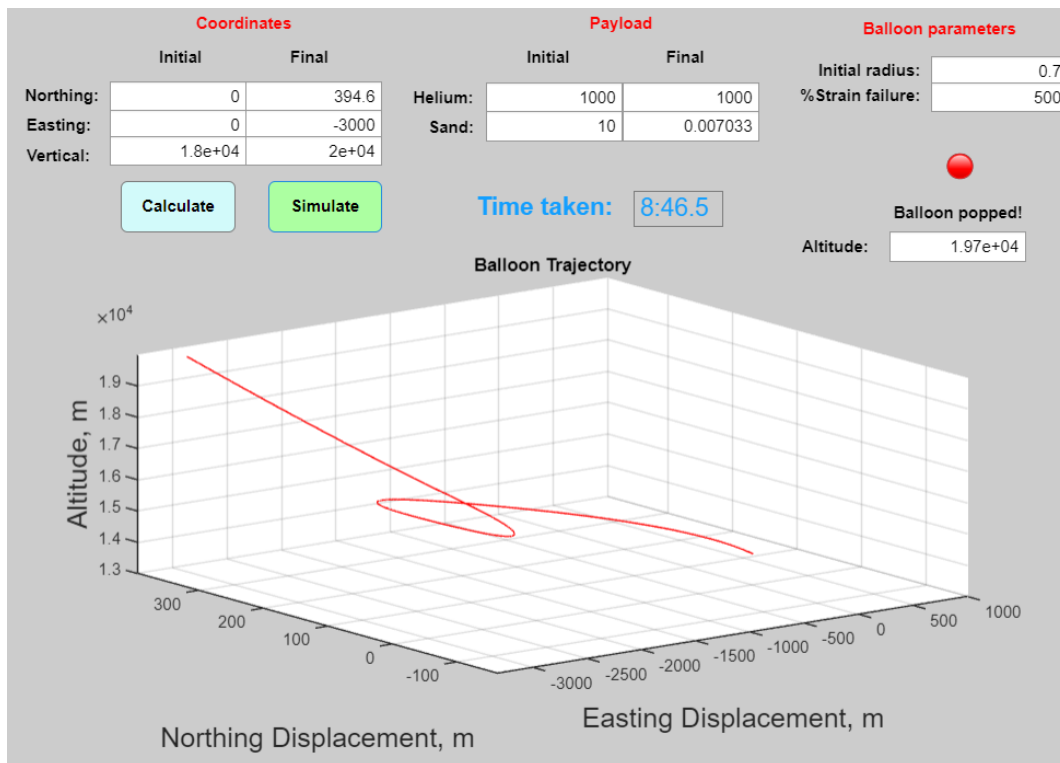 Coordinates
Payload
Balloon parameters
Initial Final
Initial Final
Initial radius: 0.7
Northing: 0 394.6
Helium: 1000 1000
%Strain failure: 500
Easting: 0 -3000
Sand: 10 0.007033
Vertical: 1.8e+04 2e+04
Calculate
Simulate
Time taken: 8:46.5
Balloon popped!
Altitude: 1.97e+04
Balloon Trajectory
×10⁴
1.9
1.8
1.7
1.6
1.5
1.4
1.3
Altitude, m
300
200
100
0
-100
Northing Displacement, m
-3000
-2500
-2000
-1500
-1000
-500
0
500
1000
Easting Displacement, m